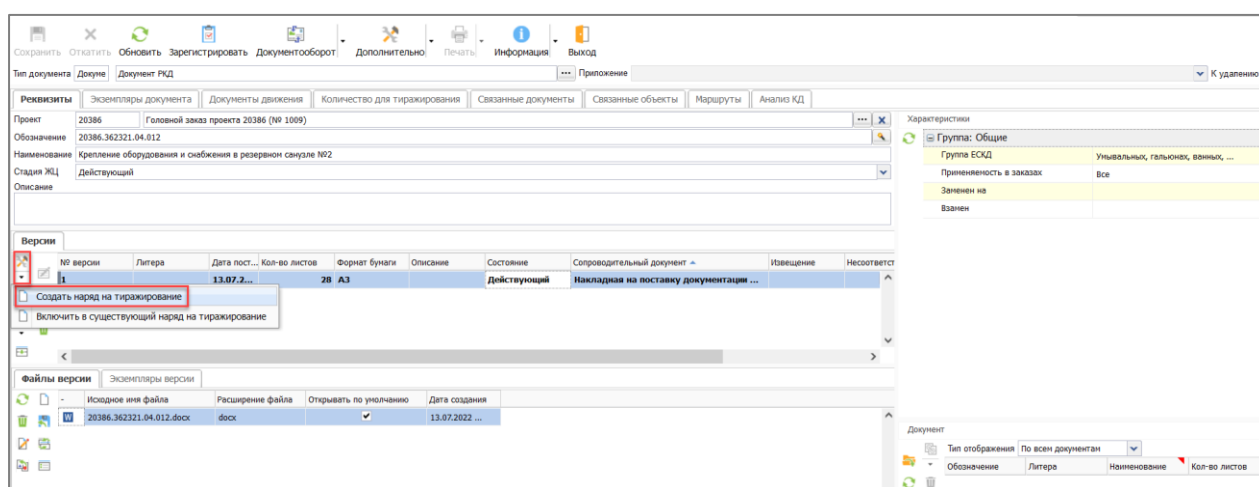 Сохранить Откатить Обновить Зарегистрировать Документооборот Дополнительно Печать Информация Выход
Тип документа Докуме Документ РКД ... Приложение К удалению
Реквизиты Экземпляры документа Документы движения Количество для тиражирования Связанные документы Связанные объекты Маршруты Анализ КД
Проект 20386 Головной заказ проекта 20386 (№ 1009) ... Характеристики
Обозначение 20386.362321.04.012 Группа: Общие
Наименование Крепление оборудования и снабжения в резервном санузле №2 Группа ЕСКД Умывальных, гальюнах, ванных, ...
Стадия ЖЦ Действующий Применяемость в заказах Все
Описание Заменен на
Взамен
Версии
№ версии Литера Дата пост... Кол-во листов Формат бумаги Описание Состояние Сопроводительный документ Извещение Несоответст
1 13.07.2... 28 А3 Действующий Накладная на поставку документации ...
Создать наряд на тиражирование
Включить в существующий наряд на тиражирование
Файлы версии Экземпляры версии
- Исходное имя файла Расширение файла Открывать по умолчанию Дата создания
20386.362321.04.012.docx docx 13.07.2022 ...
Документ
Тип отображения По всем документам
Обозначение Литера Наименование Кол-во листов